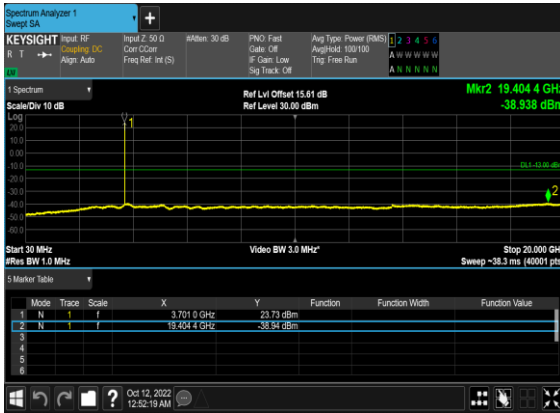 Spectrum Analyzer 1
Swept SA
KEYSIGHT Input: RF Input Z: 50 Ω #Atten: 30 dB PNO: Fast Avg Type: Power (RMS) 1 2 3 4 5 6
R T Coupling: DC Corr CCorr Gate: Off Avg|Hold: 100/100 A W W W W W
Align: Auto Freq Ref: Int (S) IF Gain: Low Trig: Free Run
Sig Track: Off A N N N N N
1 Spectrum Ref Lvl Offset 15.61 dB Mkr2 19.404 4 GHz
Scale/Div 10 dB Ref Level 30.00 dBm -38.938 dBm
Log
20.0
10.0
0.00
-10.0
-20.0
-30.0
-40.0
-50.0
-60.0
1
DL1 -13.00 dBm
2
Start 30 MHz Video BW 3.0 MHz* Stop 20.000 GH
#Res BW 1.0 MHz Sweep ~38.3 ms (40001 pts
5 Marker Table
Mode Trace Scale X Y Function Function Width Function Value
1 N 1 f 3.701 0 GHz 23.73 dBm
2 N 1 f 19.404 4 GHz -38.94 dBm
3
4
5
6
? Oct 12, 2022
12:52:19 AM